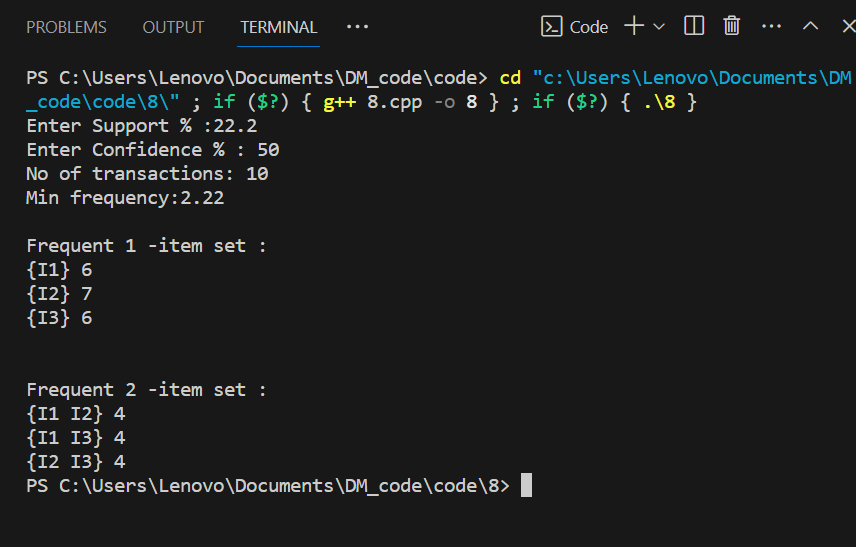 PROBLEMS OUTPUT TERMINAL ··· Code
PS C:\Users\Lenovo\Documents\DM_code\code> cd "c:\Users\Lenovo\Documents\DM
_code\code\8\" ; if ($?) { g++ 8.cpp -o 8 } ; if ($?) { .\8 }
Enter Support % :22.2
Enter Confidence % : 50
No of transactions: 10
Min frequency:2.22
Frequent 1 -item set :
{I1} 6
{I2} 7
{I3} 6
Frequent 2 -item set :
{I1 I2} 4
{I1 I3} 4
{I2 I3} 4
PS C:\Users\Lenovo\Documents\DM_code\code\8>